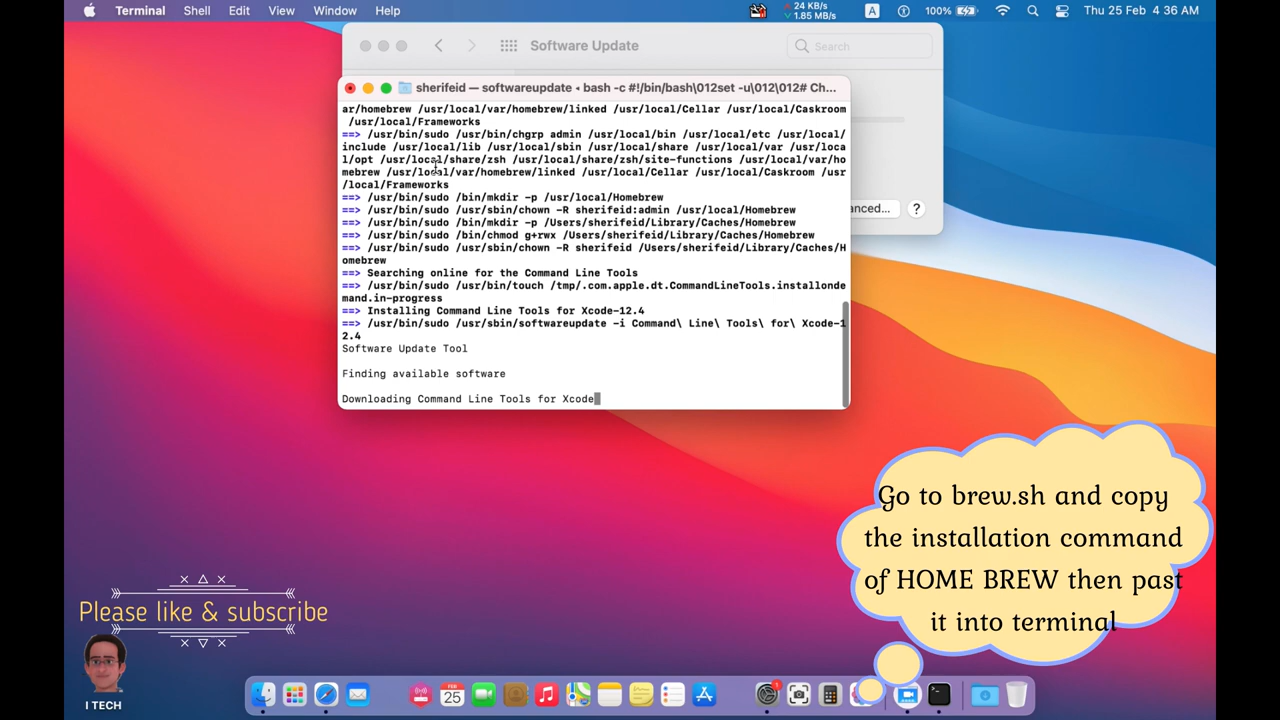 Terminal Shell Edit View Window Help
24 KB/s
1.85 MB/s
A
100%
Thu 25 Feb 4:36 AM
Software Update
Search
sherifeid — softwareupdate ◂ bash -c #!/bin/bash\012set -u\012\012# Ch...
ar/homebrew /usr/local/var/homebrew/linked /usr/local/Cellar /usr/local/Caskroom
/usr/local/Frameworks
==> /usr/bin/sudo /usr/bin/chgrp admin /usr/local/bin /usr/local/etc /usr/local/
include /usr/local/lib /usr/local/sbin /usr/local/share /usr/local/var /usr/loca
l/opt /usr/local/share/zsh /usr/local/share/zsh/site-functions /usr/local/var/ho
mebrew /usr/local/var/homebrew/linked /usr/local/Cellar /usr/local/Caskroom /usr
/local/Frameworks
==> /usr/bin/sudo /bin/mkdir -p /usr/local/Homebrew
==> /usr/bin/sudo /usr/sbin/chown -R sherifeid:admin /usr/local/Homebrew
==> /usr/bin/sudo /bin/mkdir -p /Users/sherifeid/Library/Caches/Homebrew
==> /usr/bin/sudo /bin/chmod g+rwx /Users/sherifeid/Library/Caches/Homebrew
==> /usr/bin/sudo /usr/sbin/chown -R sherifeid /Users/sherifeid/Library/Caches/H
omebrew
==> Searching online for the Command Line Tools
==> /usr/bin/sudo /usr/bin/touch /tmp/.com.apple.dt.CommandLineTools.installonde
mand.in-progress
==> Installing Command Line Tools for Xcode-12.4
==> /usr/bin/sudo /usr/sbin/softwareupdate -i Command\ Line\ Tools\ for\ Xcode-1
2.4
Software Update Tool
Finding available software
Downloading Command Line Tools for Xcode
anced...
?
Go to brew.sh and copy
the installation command
of HOME BREW then past
it into terminal
Please like & subscribe
I TECH
FEB
25
1